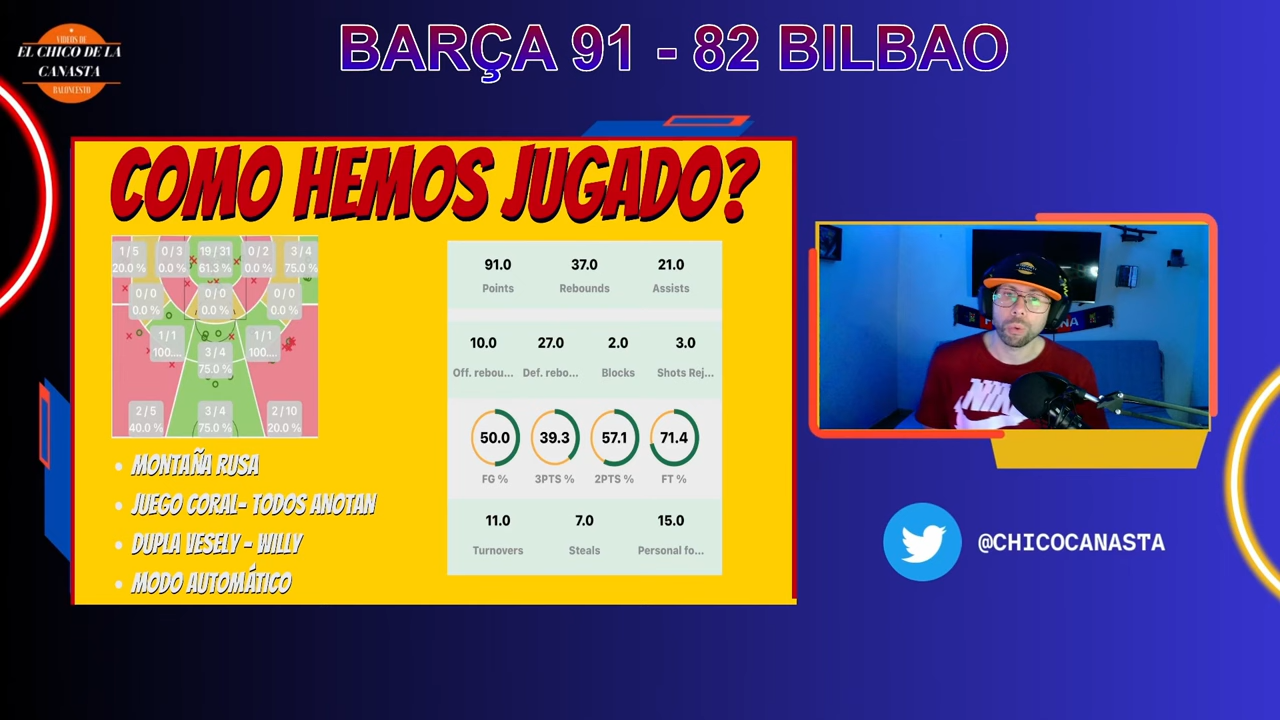 VIDEOS DE
EL CHICO DE LA
CANASTA
BALONCESTO
BARÇA 91 - 82 BILBAO
COMO HEMOS JUGADO?
1 / 5 0 / 3 19 / 31 0 / 2 3 / 4
20.0 % 0.0 % 61.3 % 0.0 % 75.0 %
0 / 0 0 / 0 0 / 0
0.0 % 0.0 % 0.0 %
1 / 1 1 / 1
100.... 100....
3 / 4
75.0 %
2 / 5 3 / 4 2 / 10
40.0 % 75.0 % 20.0 %
91.0 37.0 21.0
Points Rebounds Assists
10.0 27.0 2.0 3.0
Off. rebou... Def. rebo... Blocks Shots Rej...
50.0 39.3 57.1 71.4
FG % 3PTS % 2PTS % FT %
11.0 7.0 15.0
Turnovers Steals Personal fo...
• MONTAÑA RUSA
• JUEGO CORAL- TODOS ANOTAN
• DUPLA VESELY - WILLY
• MODO AUTOMÁTICO
NIKE
@CHICOCANASTA